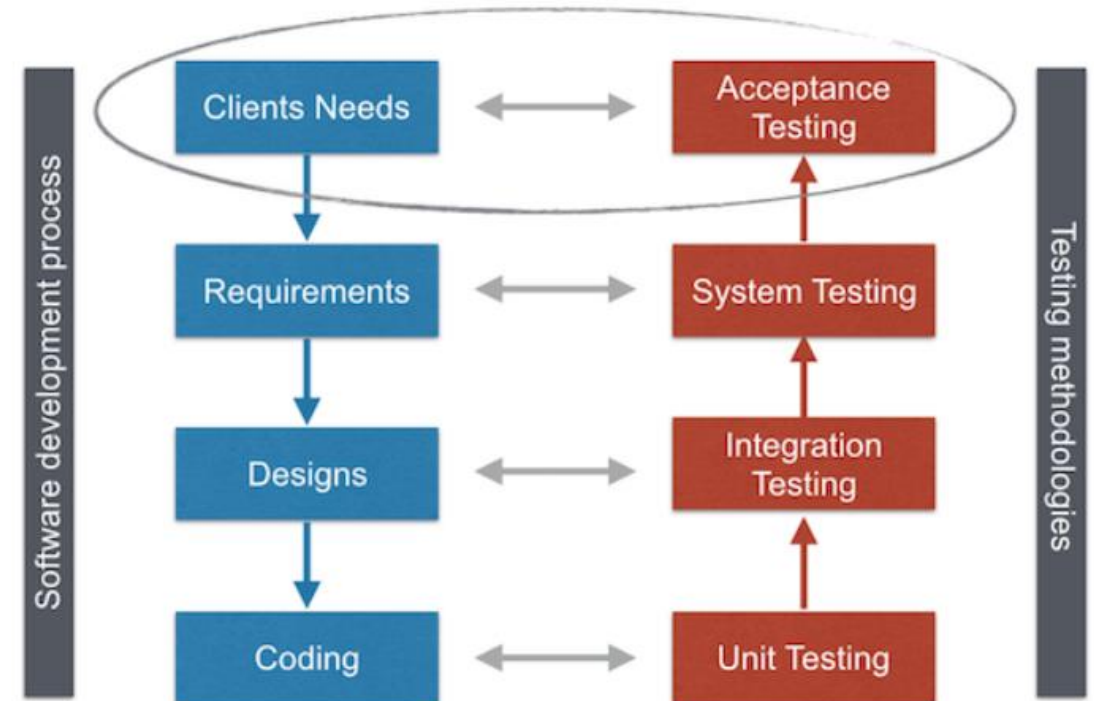 Software development process
Clients Needs
Acceptance
Testing
Requirements
System Testing
Designs
Integration
Testing
Coding
Unit Testing
Testing methodologies